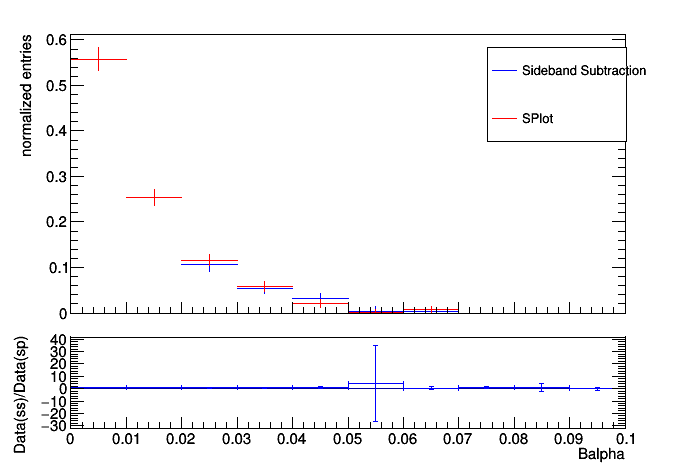 normalized entries
0.6
0.5
0.4
0.3
0.2
0.1
0
Sideband Subtraction
SPlot
Data(ss)/Data(sp)
40
30
20
10
0
−10
−20
−30
0 0.01 0.02 0.03 0.04 0.05 0.06 0.07 0.08 0.09 0.1
Balpha